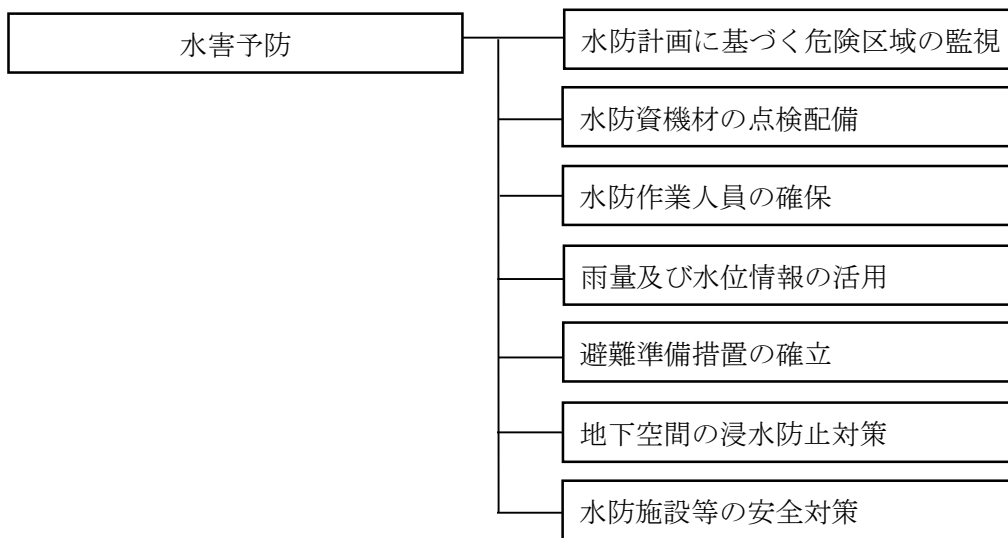 水害予防
水防計画に基づく危険区域の監視
水防資機材の点検配備
水防作業人員の確保
雨量及び水位情報の活用
避難準備措置の確立
地下空間の浸水防止対策
水防施設等の安全対策